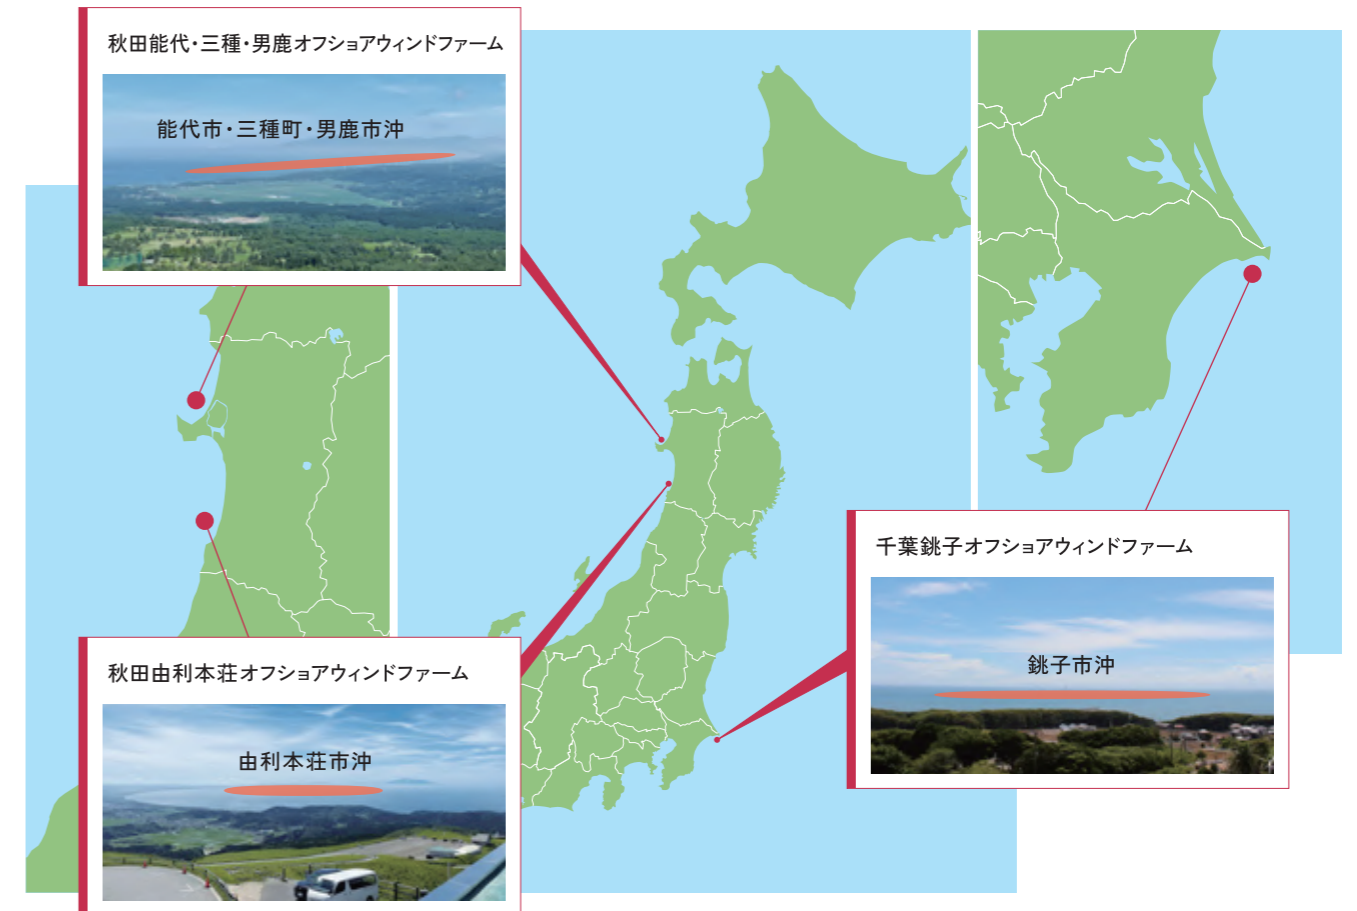 秋田能代・三種・男鹿オフショアウィンドファーム
能代市・三種町・男鹿市沖
千葉銚子オフショアウィンドファーム
銚子市沖
秋田由利本荘オフショアウィンドファーム
由利本荘市沖